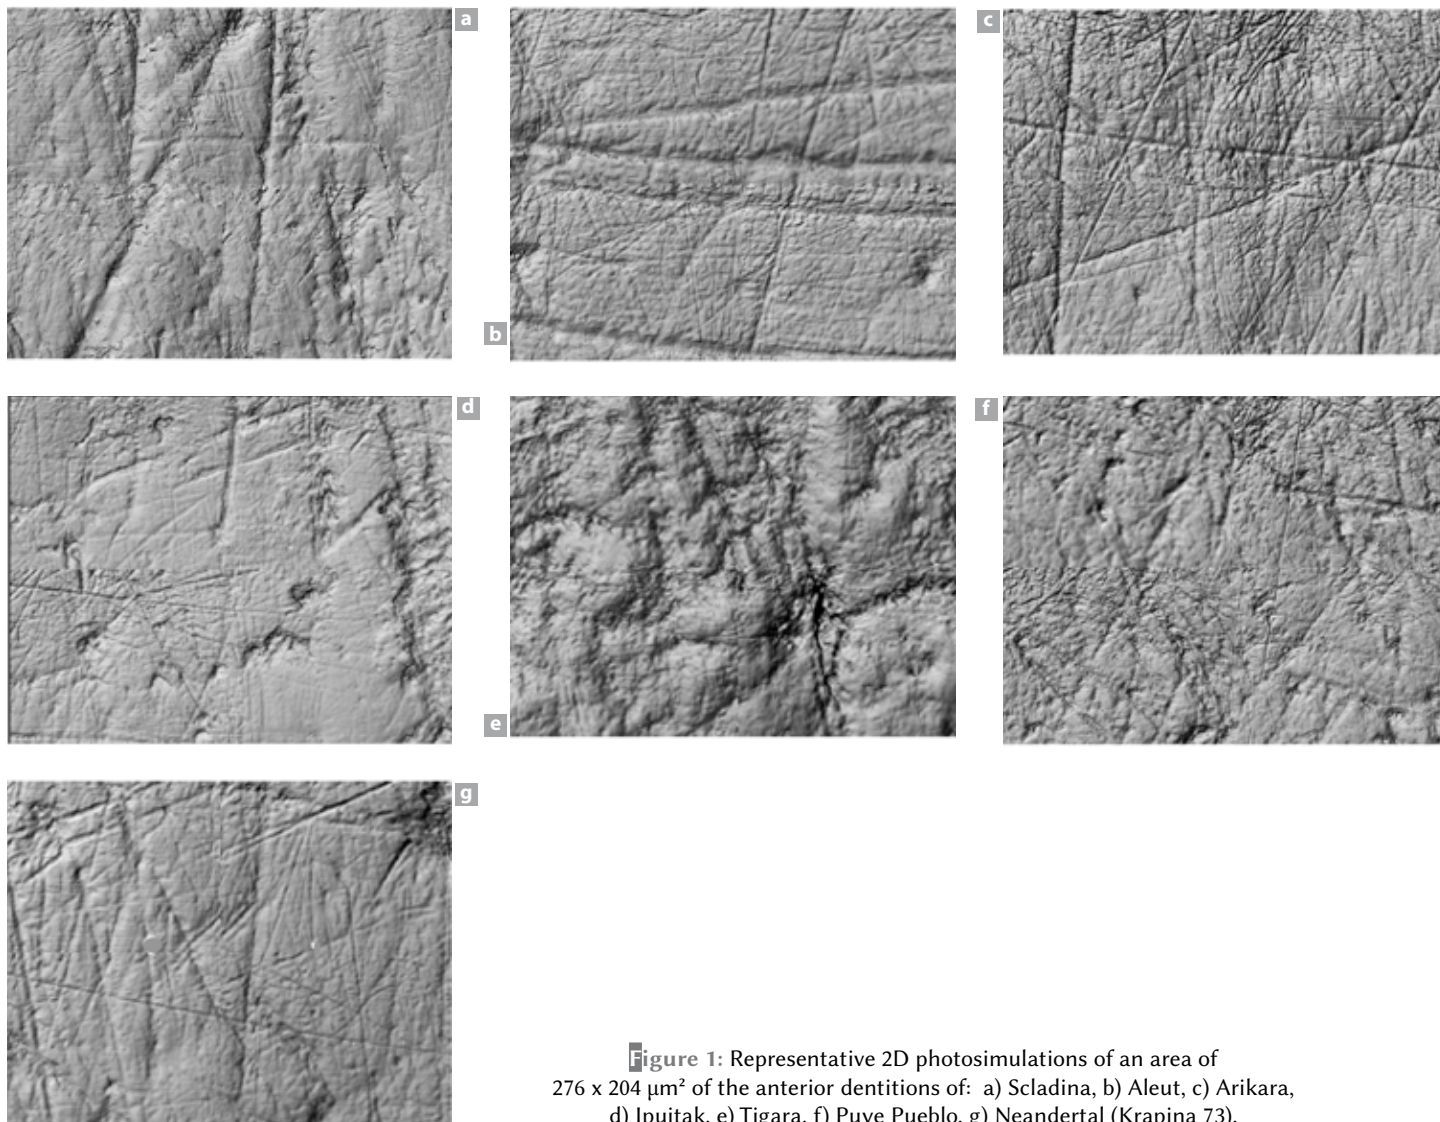 a
b
c
d
e
f
g
Figure 1: Representative 2D photosimulations of an area of
276 x 204 µm² of the anterior dentitions of: a) Scladina, b) Aleut, c) Arikara,
d) Ipuitak, e) Tigara, f) Puye Pueblo, g) Neandertal (Krapina 73).